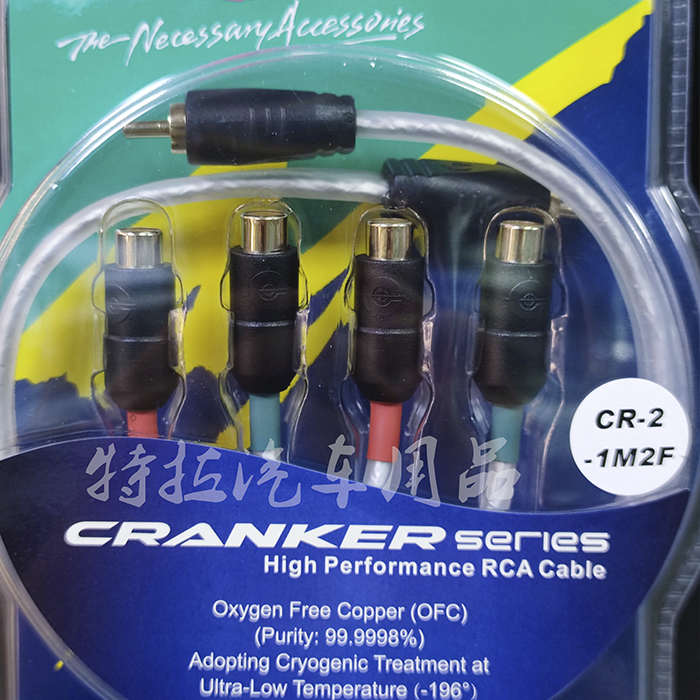 The Necessary Accessories
CR-2
-1M2F
特拉汽车用品
CRANKER series
High Performance RCA Cable
Oxygen Free Copper (OFC)
(Purity: 99.9998%)
Adopting Cryogenic Treatment at
Ultra-Low Temperature (-196°)